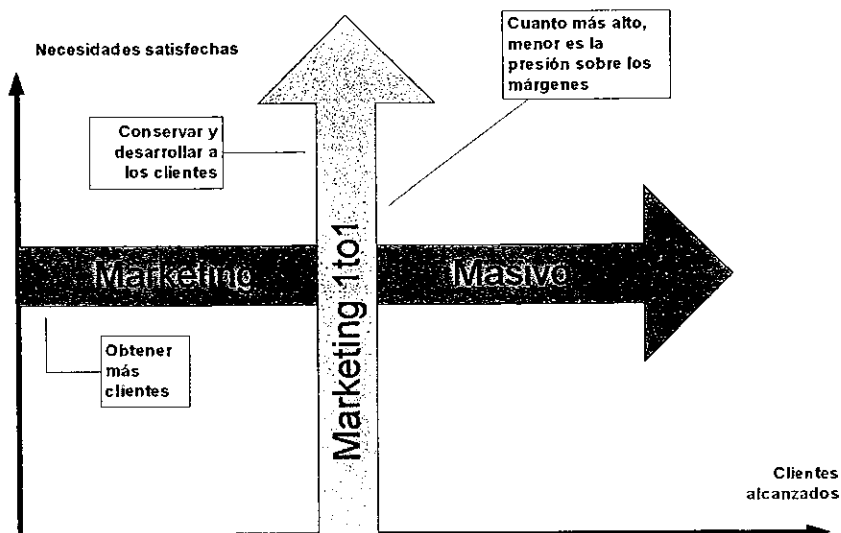 Necesidades satisfechas
Cuanto más alto,
menor es la
presión sobre los
márgenes
Conservar y
desarrollar a
los clientes
Marketing Masivo
Marketing 1to1
Obtener
más
clientes
Clientes
alcanzados